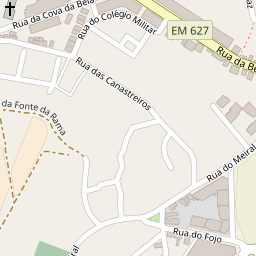 Rua da Cova da Bela
Rua do Colégio Militar
EM 627
Rua da Be
Rua das Canastreiros
da Fonte da Rama
Rua do Meiral
Rua do Fojo
ral